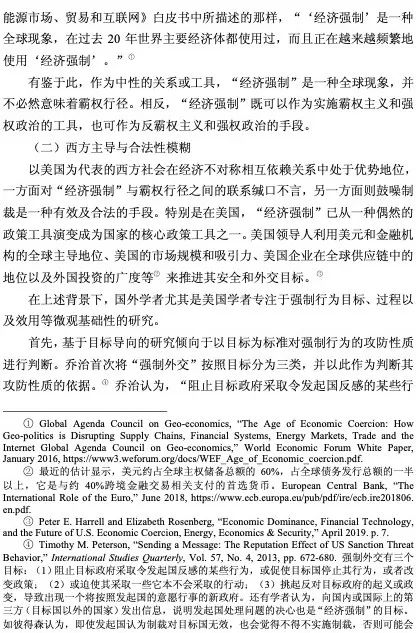 能源市场、贸易和互联网》白皮书中所描述的那样，“‘经济强制’是一种
全球现象，在过去 20 年世界主要经济体都使用过，而且正在越来越频繁地
使用‘经济强制’。”①
有鉴于此，作为中性的关系或工具，“经济强制”是一种全球现象，并
不必然意味着霸权行径。相反，“经济强制”既可以作为实施霸权主义和强
权政治的工具，也可作为反霸权主义和强权政治的手段。
（二）西方主导与合法性模糊
以美国为代表的西方社会在经济不对称相互依赖关系中处于优势地位，
一方面对“经济强制”与霸权行径之间的联系缄口不言，另一方面则鼓噪制
裁是一种有效及合法的手段。特别是在美国，“经济强制”已从一种偶然的
政策工具演变成为国家的核心政策工具之一。美国领导人利用美元和金融机
构的全球主导地位、美国的市场规模和吸引力、美国企业在全球供应链中的
地位以及外国投资的广度等② 来推进其安全和外交目标。③
在上述背景下，国外学者尤其是美国学者专注于强制行为目标、过程以
及效用等微观基础性的研究。
首先，基于目标导向的研究倾向于以目标为标准对强制行为的攻防性质
进行判断。乔治首次将“强制外交”按照目标分为三类，并以此作为判断其
攻防性质的依据。④ 乔治认为，“阻止目标政府采取令发起国反感的某些行
① Global Agenda Council on Geo-economics, “The Age of Economic Coercion: How
Geo-politics is Disrupting Supply Chains, Financial Systems, Energy Markets, Trade and the
Internet Global Agenda Council on Geo-economics,” World Economic Forum White Paper,
January 2016, https://www3.weforum.org/docs/WEF_Age_of_Economic_coercion.pdf.
② 最近的估计显示，美元约占全球主权储备总额的 60%，占全球债务发行总额的一半
以上，它是与约 40%跨境金融交易相关支付的首选货币。European Central Bank, “The
International Role of the Euro,” June 2018, https://www.ecb.europa.eu/pub/pdf/ire/ecb.ire201806.
en.pdf.
③ Peter E. Harrell and Elizabeth Rosenberg, “Economic Dominance, Financial Technology,
and the Future of U.S. Economic Coercion, Energy, Economics & Security,” April 2019. p. 7.
④ Timothy M. Peterson, “Sending a Message: The Reputation Effect of US Sanction Threat
Behavior,” International Studies Quarterly, Vol. 57, No. 4, 2013, pp. 672-680. 强制外交有三个
目标：（1）阻止目标政府采取令发起国反感的某些行为，或促使目标国停止其行为，或者改
变政策；（2）或迫使其采取一些它本不会采取的行动；（3）挑起反对目标政府的起义或政
变，导致出现一个将按照发起国的意愿行事的新政府。还有学者认为，向国内或国际上的第
三方（目标国以外的国家）发出信息，说明发起国处理问题的决心也是“经济强制”的目标，
如彼得森认为，即使发起国认为制裁对目标国无效，也会觉得不得不实施制裁，否则可能会